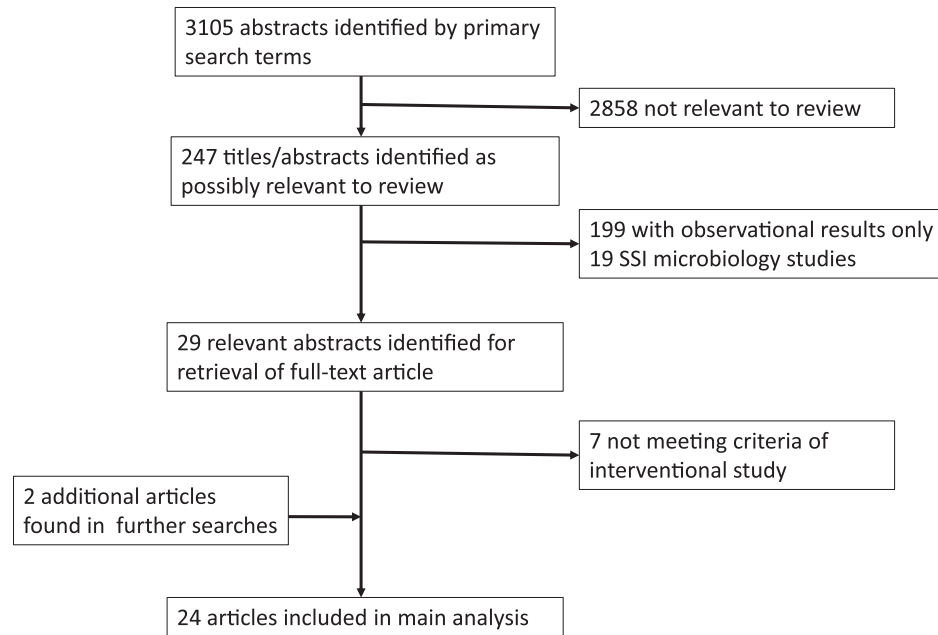 3105 abstracts identified by primary
search terms
2858 not relevant to review
247 titles/abstracts identified as
possibly relevant to review
199 with observational results only
19 SSI microbiology studies
29 relevant abstracts identified for
retrieval of full-text article
7 not meeting criteria of
interventional study
2 additional articles
found in further searches
24 articles included in main analysis